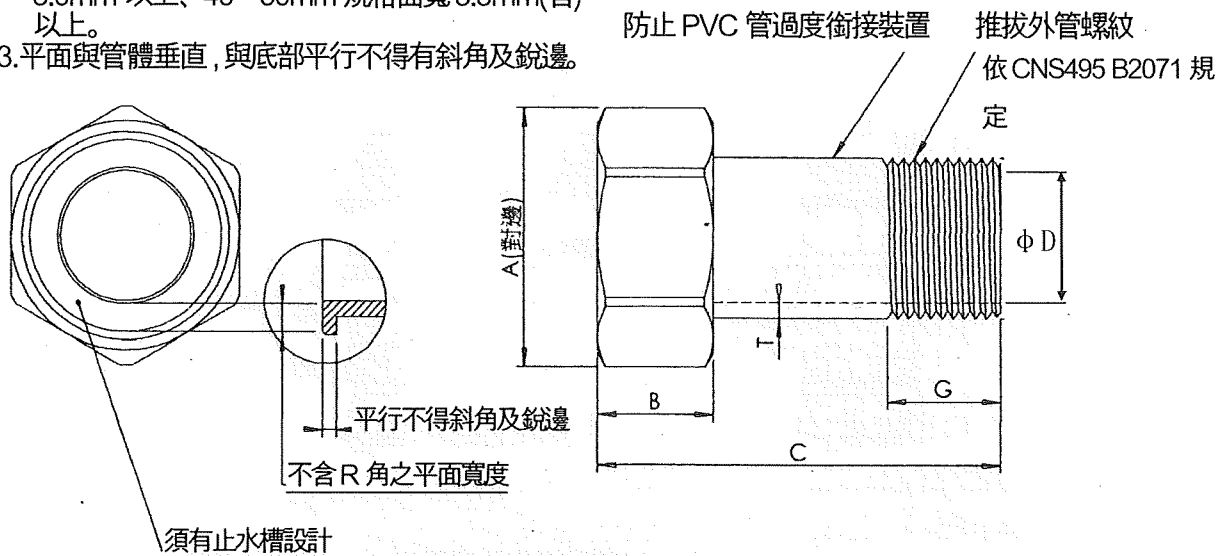 以上。
3.平面與管體垂直,與底部平行不得有斜角及銳邊。
防止 PVC 管過度銜接裝置
推拔外管螺紋
依 CNS495 B2071 規
定
A(對邊)
φD
T
B
G
C
平行不得斜角及銳邊
不含 R 角之平面寬度
須有止水槽設計